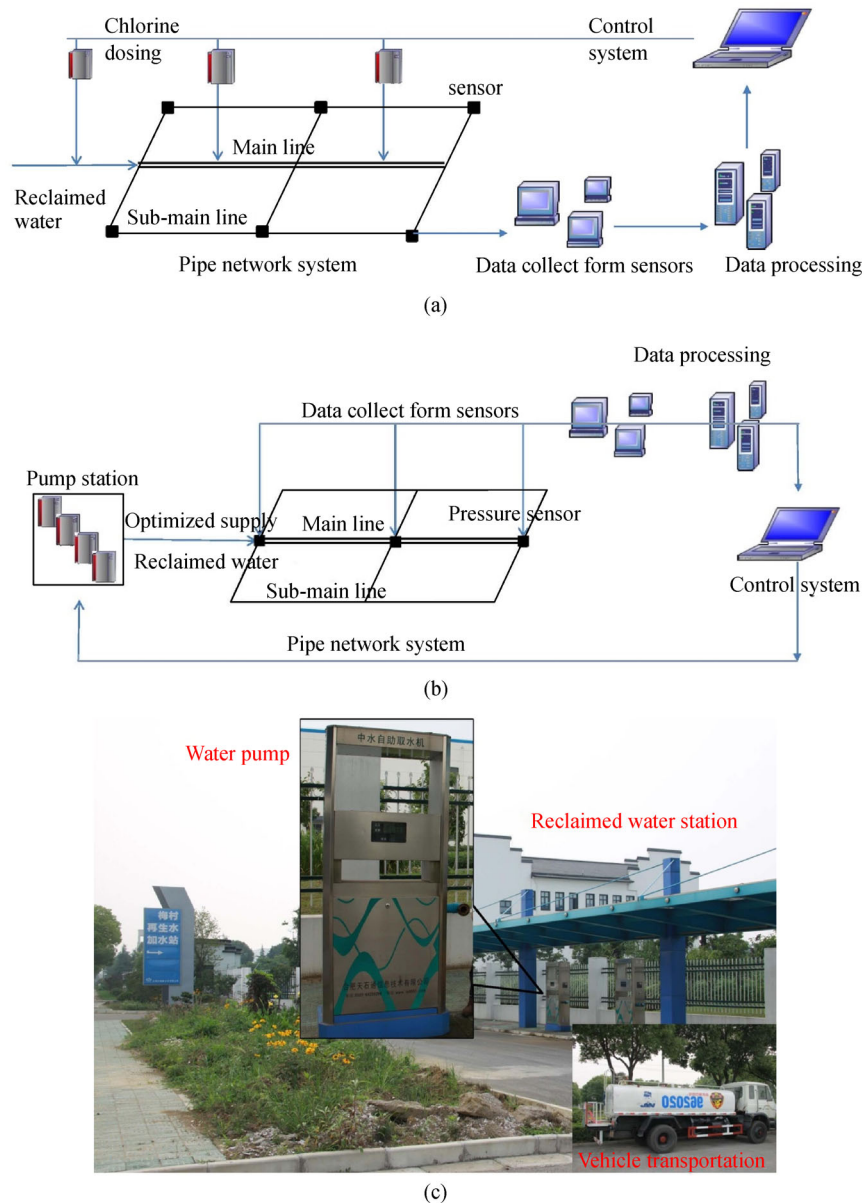 Chlorine
dosing
Control
system
sensor
Main line
Reclaimed
water
Sub-main line
Pipe network system
Data collect form sensors
Data processing
(a)
Data processing
Data collect form sensors
Pump station
Optimized supply
Main line
Pressure sensor
Reclaimed water
Sub-main line
Control system
Pipe network system
(b)
Water pump
中水自动取水机
Reclaimed water station
梅村
再生水
加水站
962020
Vehicle transportation
(c)